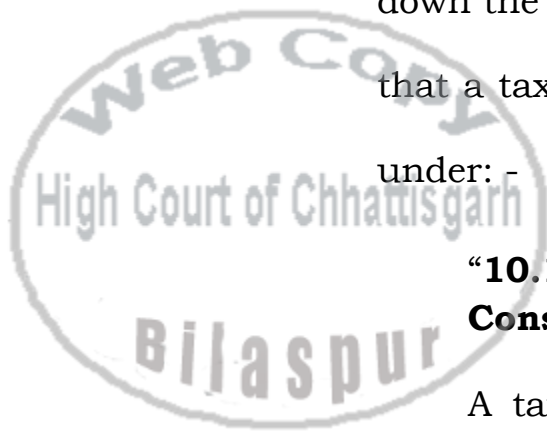 down the
Web Copy
that a tax
under: -
High Court of Chhattisgarh
“10.
Cons
Bilaspur
A ta